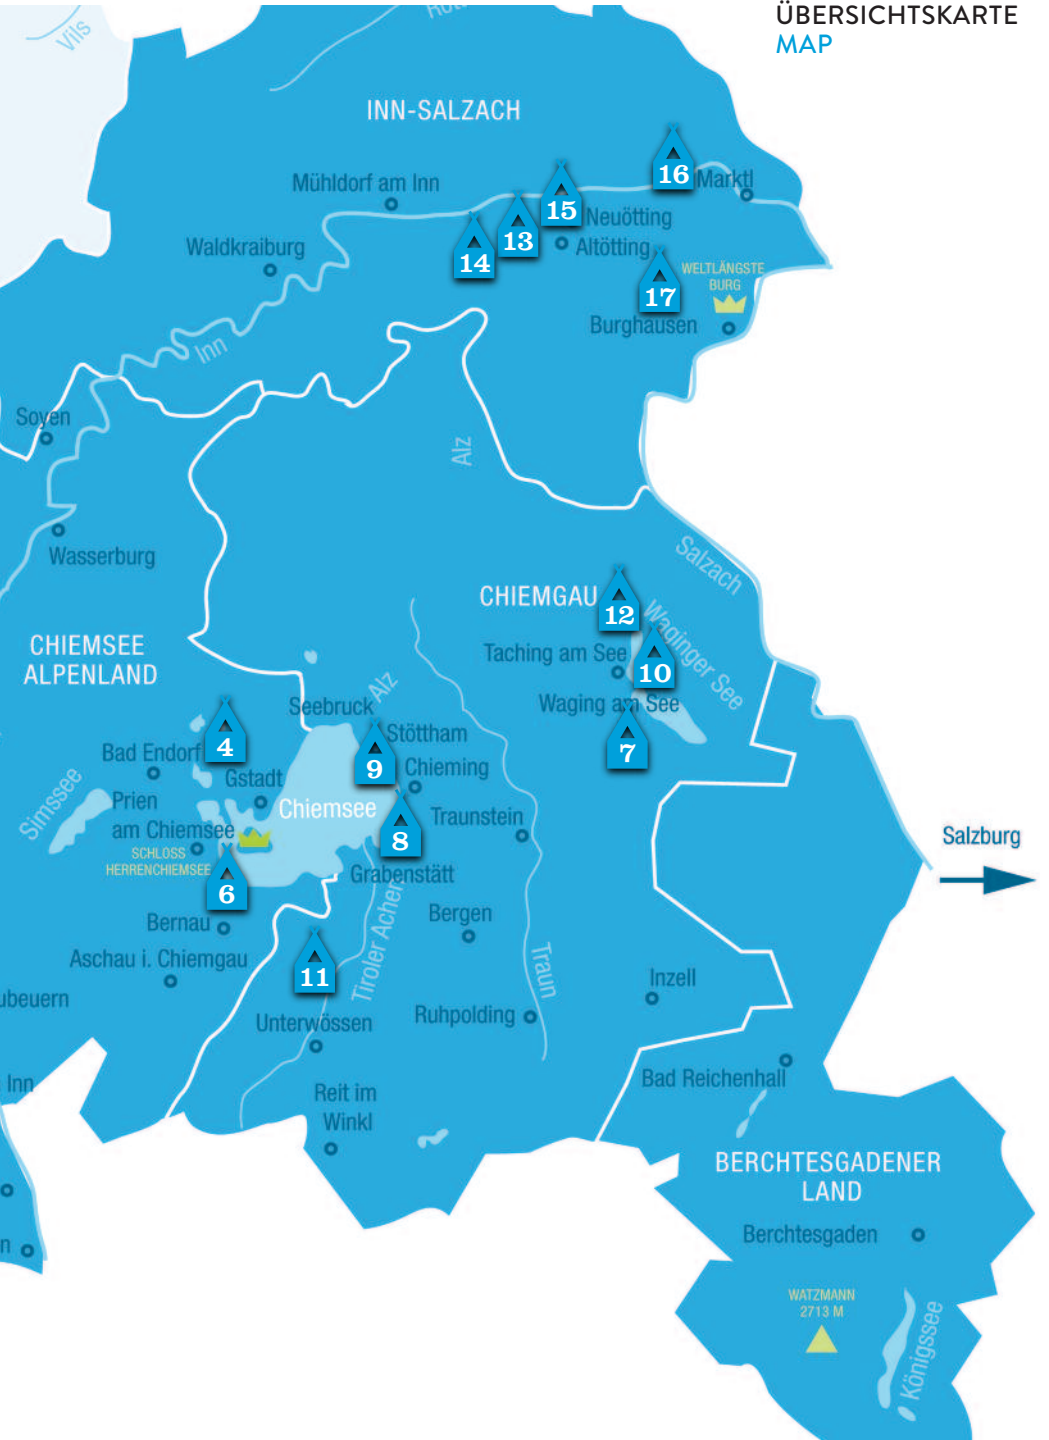 ÜBERSICHTSKARTE
MAP
Vils
INN-SALZACH
16
Marktl
Mühldorf am Inn
15
Neuötting
13
14
Altötting
Waldkraiburg
WELTLÄNGSTE
BURG
17
Burghausen
Inn
Soyen
Alz
Wasserburg
Salzach
CHIEMGAU
12
Waginger See
CHIEMSEE
ALPENLAND
Taching am See
10
Alz
Seebruck
Waging am See
4
Stöttham
7
Bad Endorf
9
Chieming
Gstadt
Simssee
Prien
am Chiemsee
Chiemsee
8
Traunstein
Salzburg
SCHLOSS
HERRENCHIEMSEE
Grabenstätt
6
Bergen
Bernau
Tiroler Achen
Aschau i. Chiemgau
11
Traun
Inzell
ubeuern
Unterwössen
Ruhpolding
Inn
Bad Reichenhall
Reit im
Winkl
BERCHTESGADENER
LAND
Berchtesgaden
n
WATZMANN
2713 M
Königssee